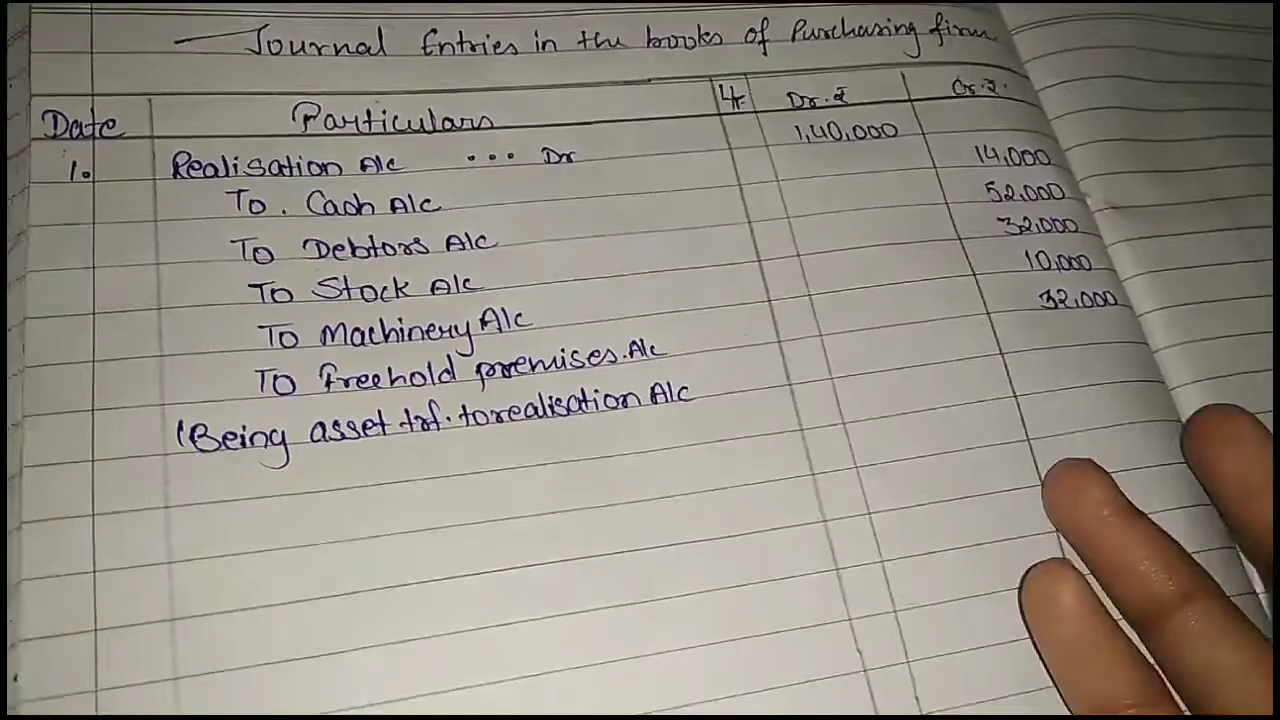 Journal Entries in the books of Purchasing firm
Date Particulars Lf. Dr.₹ Cr.₹.
1. Realisation A/c ... Dr 1,40,000
To. Cash A/c 14,000
To Debtors A/c 52,000
To Stock A/c 32,000
To Machinery A/c 10,000
To freehold premises. A/c 32,000
(Being asset trf. to realisation A/c